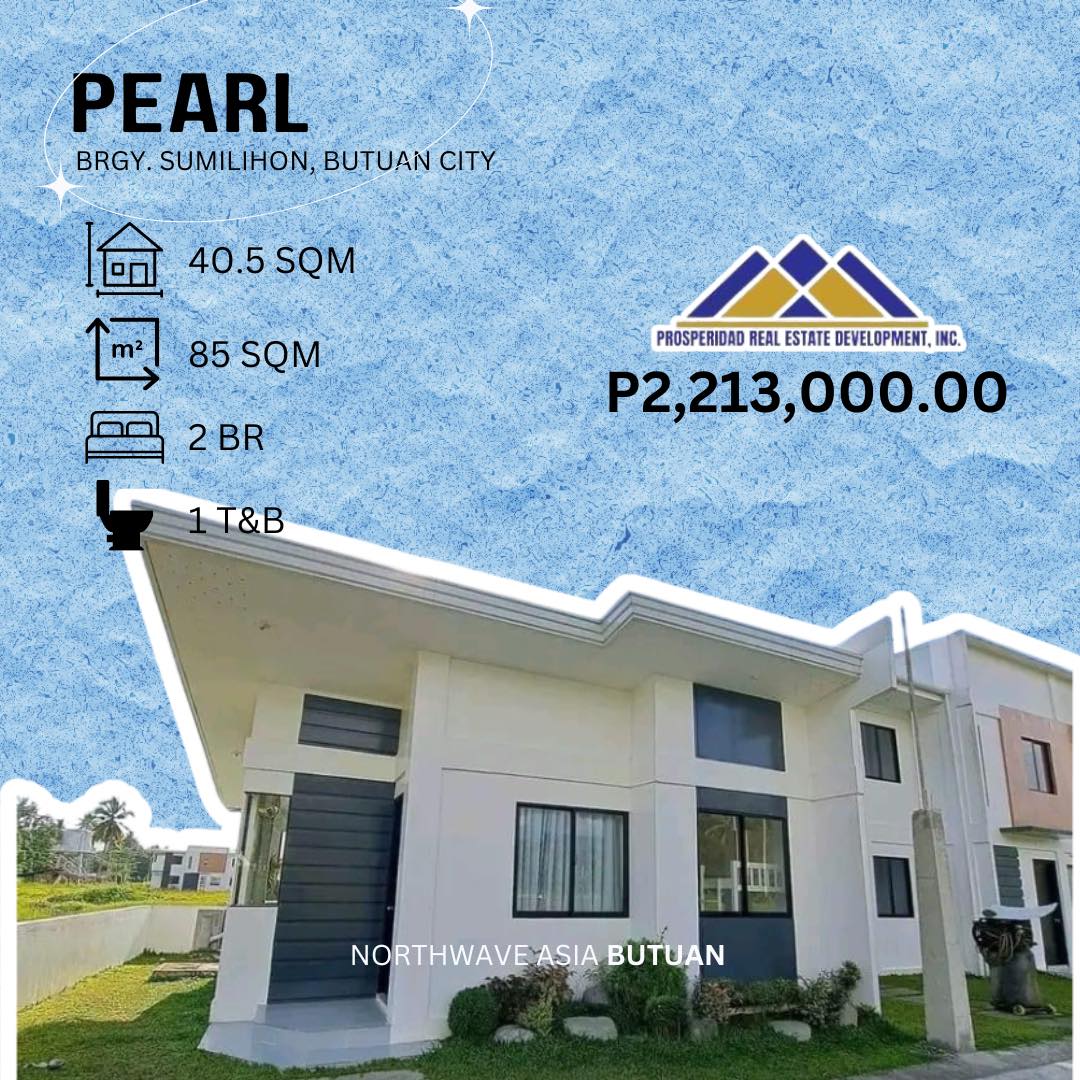 PEARL
BRGY. SUMILIHON, BUTUAN CITY
40.5 SQM
m²
85 SQM
2 BR
1 T&B
PROSPERIDAD REAL ESTATE DEVELOPMENT, INC.
P2,213,000.00
NORTHWAVE ASIA BUTUAN